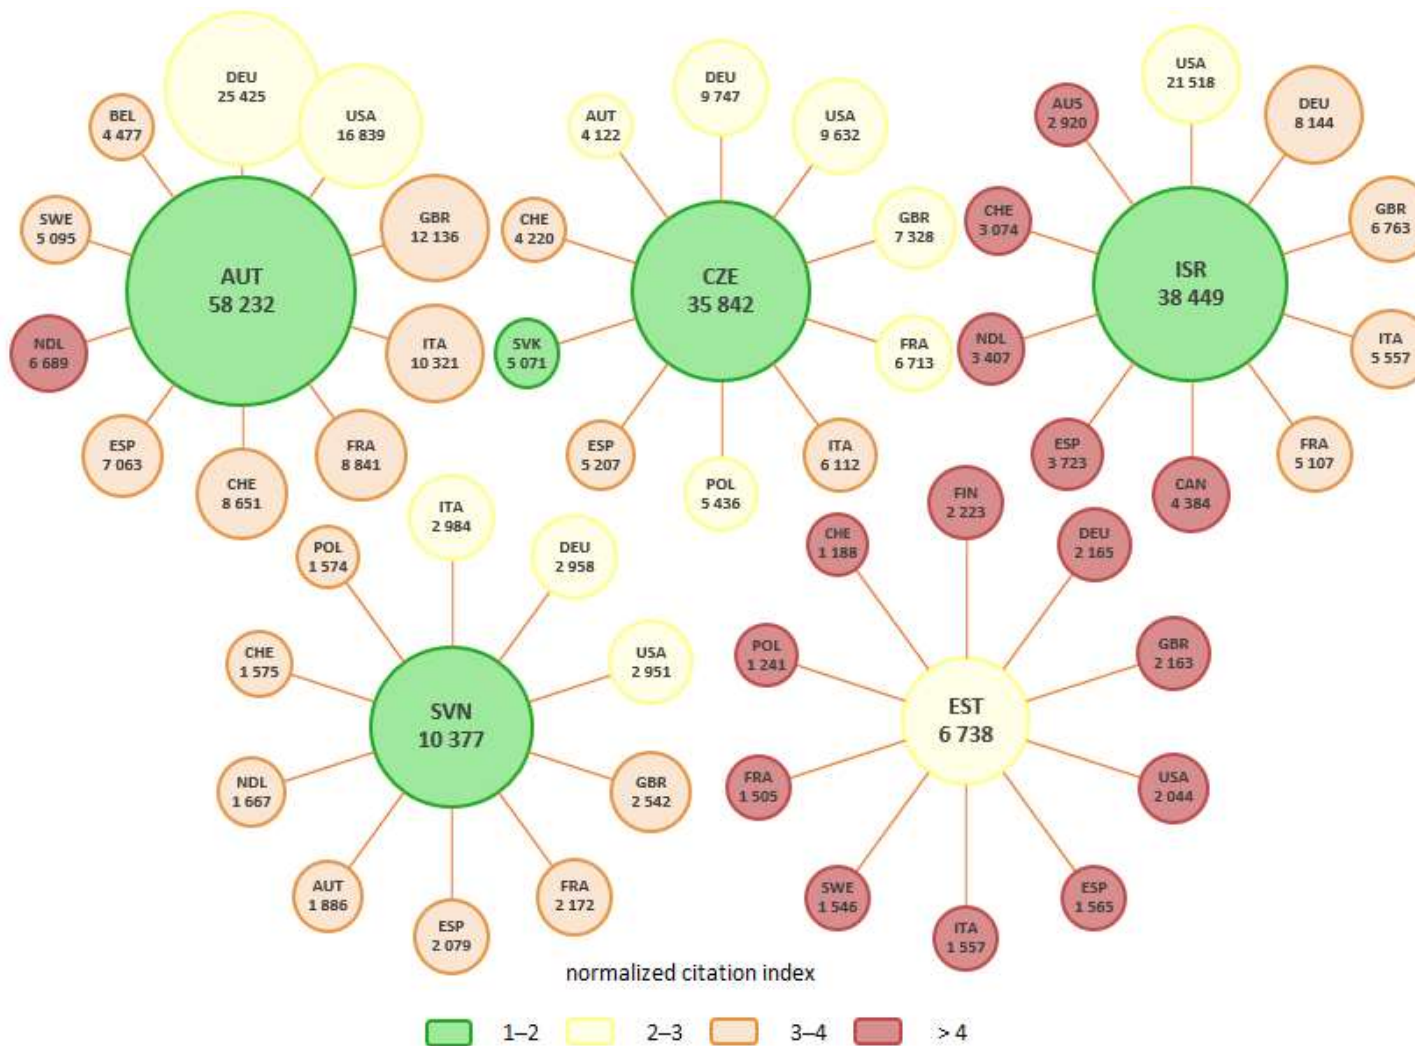 DEU
25 425
USA
16 839
BEL
4 477
SWE
5 095
GBR
12 136
AUT
58 232
NDL
6 689
ITA
10 321
ESP
7 063
CHE
8 651
FRA
8 841
DEU
9 747
AUT
4 122
USA
9 632
CHE
4 220
GBR
7 328
CZE
35 842
SVK
5 071
FRA
6 713
ESP
5 207
POL
5 436
ITA
6 112
USA
21 518
AUS
2 920
DEU
8 144
CHE
3 074
GBR
6 763
ISR
38 449
NDL
3 407
ITA
5 557
ESP
3 723
CAN
4 384
FRA
5 107
ITA
2 984
POL
1 574
DEU
2 958
CHE
1 575
USA
2 951
SVN
10 377
NDL
1 667
GBR
2 542
AUT
1 886
ESP
2 079
FRA
2 172
FIN
2 223
CHE
1 188
DEU
2 165
POL
1 241
GBR
2 163
EST
6 738
FRA
1 505
USA
2 044
SWE
1 546
ITA
1 557
ESP
1 565
normalized citation index
1–2 2–3 3–4 > 4